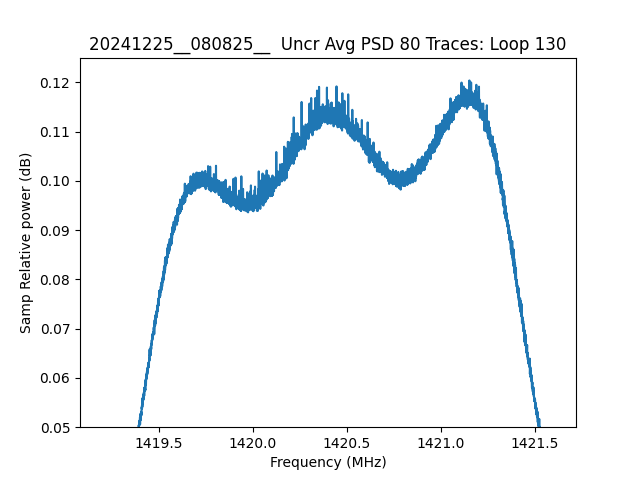 20241225__080825__  Uncr Avg PSD 80 Traces: Loop 130
0.12
0.11
0.10
0.09
0.08
0.07
0.06
0.05
Samp Relative power (dB)
1419.5 1420.0 1420.5 1421.0 1421.5
Frequency (MHz)